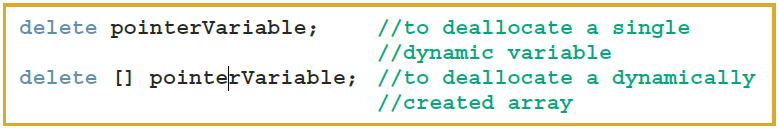 delete pointerVariable;     //to deallocate a single
                            //dynamic variable
delete [] pointerVariable;  //to deallocate a dynamically
                            //created array